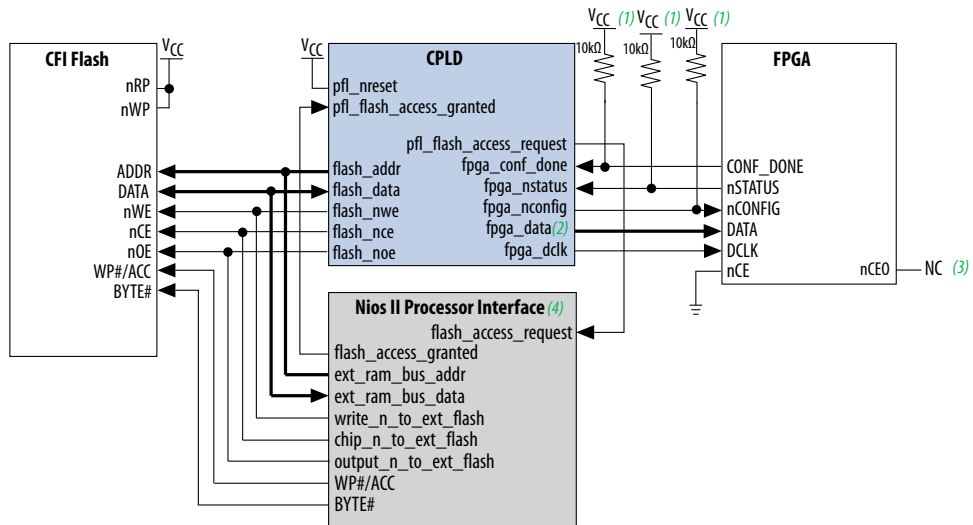 CFI Flash
VCC
nRP
nWP
ADDR
DATA
nWE
nCE
nOE
WP#/ACC
BYTE#
VCC
CPLD
pfl_nreset
pfl_flash_access_granted
pfl_flash_access_request
flash_addr
flash_data
flash_nwe
flash_nce
flash_noe
fpga_conf_done
fpga_nstatus
fpga_nconfig
fpga_data(2)
fpga_dclk
VCC (1)
VCC (1)
VCC (1)
10kΩ
10kΩ
10kΩ
FPGA
CONF_DONE
nSTATUS
nCONFIG
DATA
DCLK
nCE
nCEO
NC (3)
Nios II Processor Interface(4)
flash_access_request
flash_access_granted
ext_ram_bus_addr
ext_ram_bus_data
write_n_to_ext_flash
chip_n_to_ext_flash
output_n_to_ext_flash
WP#/ACC
BYTE#